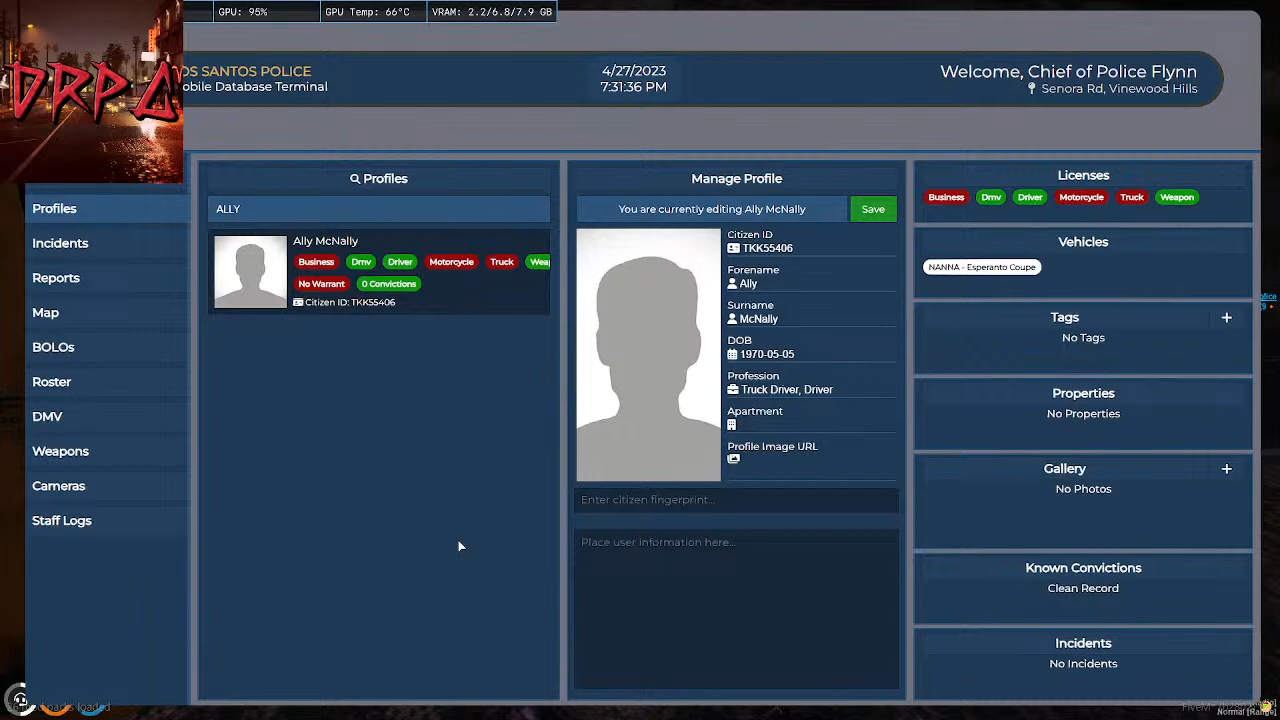 GPU: 95%
GPU Temp: 66°C
VRAM: 2.2/6.8/7.9 GB
DRPA
OS SANTOS POLICE
obile Database Terminal
4/27/2023
7:31:36 PM
Welcome, Chief of Police Flynn
Senora Rd, Vinewood Hills
Profiles
Incidents
Reports
Map
BOLOs
Roster
DMV
Weapons
Cameras
Staff Logs
Profiles
ALLY
Ally McNally
Business Dmv Driver Motorcycle Truck Weap
No Warrant 0 Convictions
Citizen ID: TKK55406
Manage Profile
You are currently editing Ally McNally
Save
Citizen ID
TKK55406
Forename
Ally
Surname
McNally
DOB
1970-05-05
Profession
Truck Driver, Driver
Apartment
Profile Image URL
Enter citizen fingerprint...
Place user information here...
Licenses
Business Dmv Driver Motorcycle Truck Weapon
Vehicles
NANNA - Esperanto Coupe
Tags
No Tags
Properties
No Properties
Gallery
No Photos
Known Convictions
Clean Record
Incidents
No Incidents
packs loaded
Normal [Range]